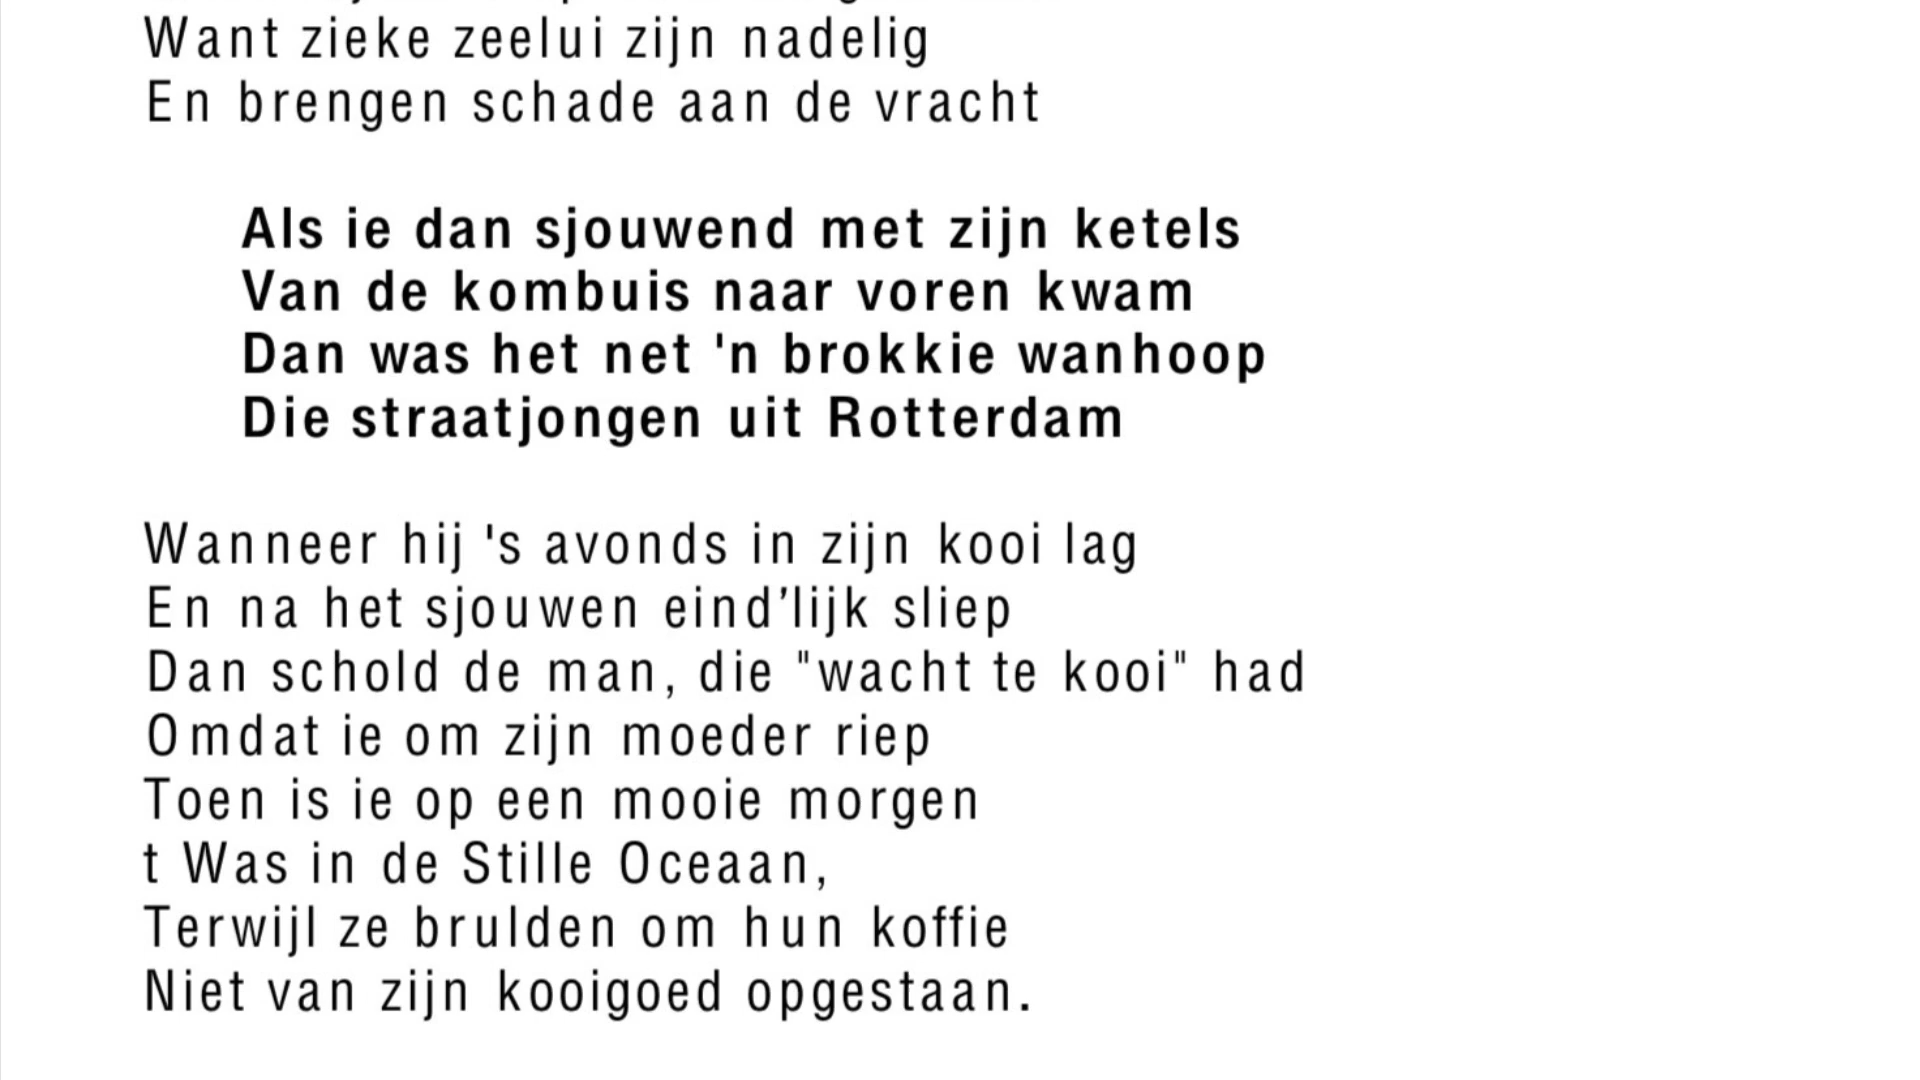 Want zieke zeelui zijn nadelig
En brengen schade aan de vracht
Als ie dan sjouwend met zijn ketels
Van de kombuis naar voren kwam
Dan was het net 'n brokkie wanhoop
Die straatjongen uit Rotterdam
Wanneer hij 's avonds in zijn kooi lag
En na het sjouwen eind’lijk sliep
Dan schold de man, die "wacht te kooi" had
Omdat ie om zijn moeder riep
Toen is ie op een mooie morgen
t Was in de Stille Oceaan,
Terwijl ze brulden om hun koffie
Niet van zijn kooigoed opgestaan.